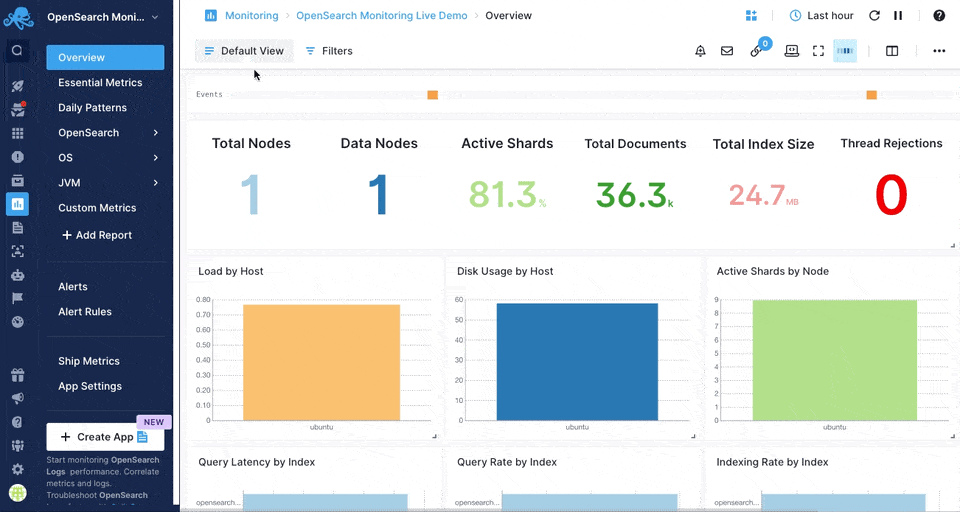 OpenSearch Moni...
Monitoring
OpenSearch Monitoring Live Demo
Overview
Last hour
Default View
Filters
0
Overview
Essential Metrics
Daily Patterns
OpenSearch
OS
JVM
Custom Metrics
+ Add Report
Alerts
Alert Rules
Ship Metrics
App Settings
NEW
+ Create App
Start monitoring OpenSearch
Logs performance. Correlate
metrics and logs.
Troubleshoot OpenSearch
Events
Total Nodes
1
Data Nodes
1
Active Shards
81.3%
Total Documents
36.3k
Total Index Size
24.7MB
Thread Rejections
0
Load by Host
0.80
0.70
0.60
0.50
0.40
0.30
0.20
0.10
0
ubuntu
Disk Usage by Host
60
50
40
30
20
10
0
ubuntu
Active Shards by Node
9
8
7
6
5
4
3
2
1
0
ubuntu
Query Latency by Index
opensearch...
Query Rate by Index
opensearch...
Indexing Rate by Index
opensearch...